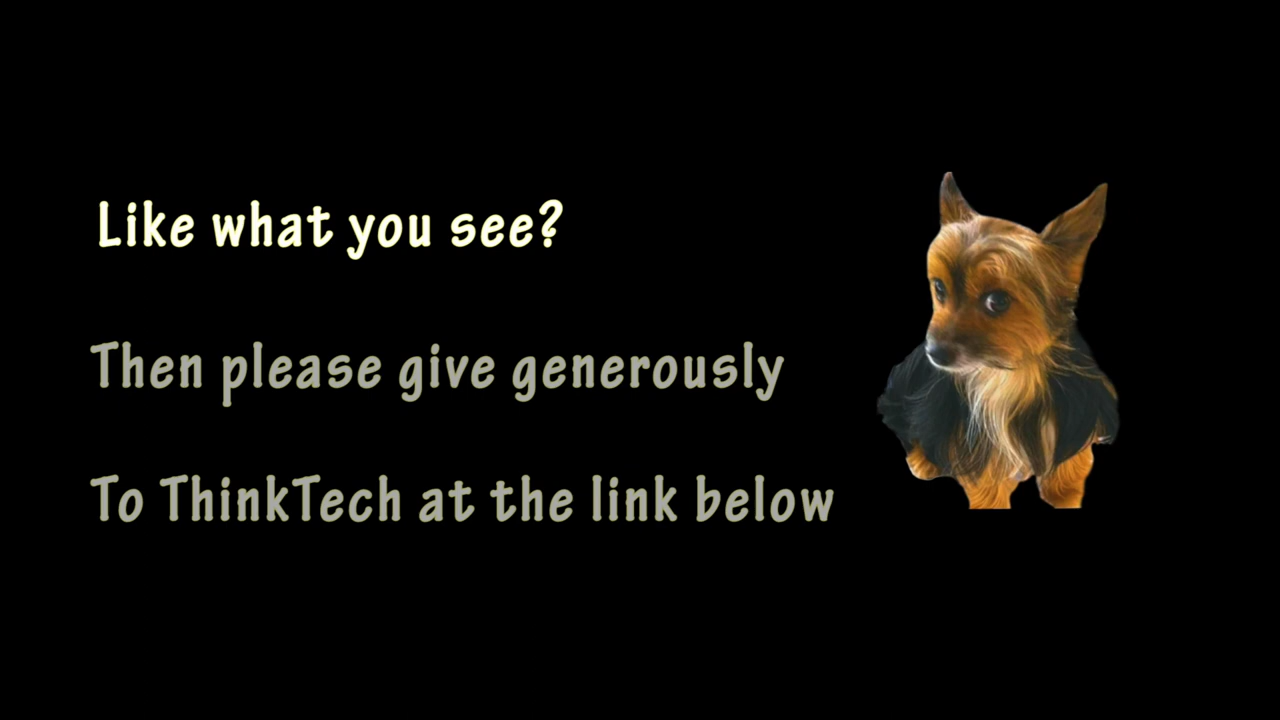 Like what you see?
Then please give generously
To ThinkTech at the link below